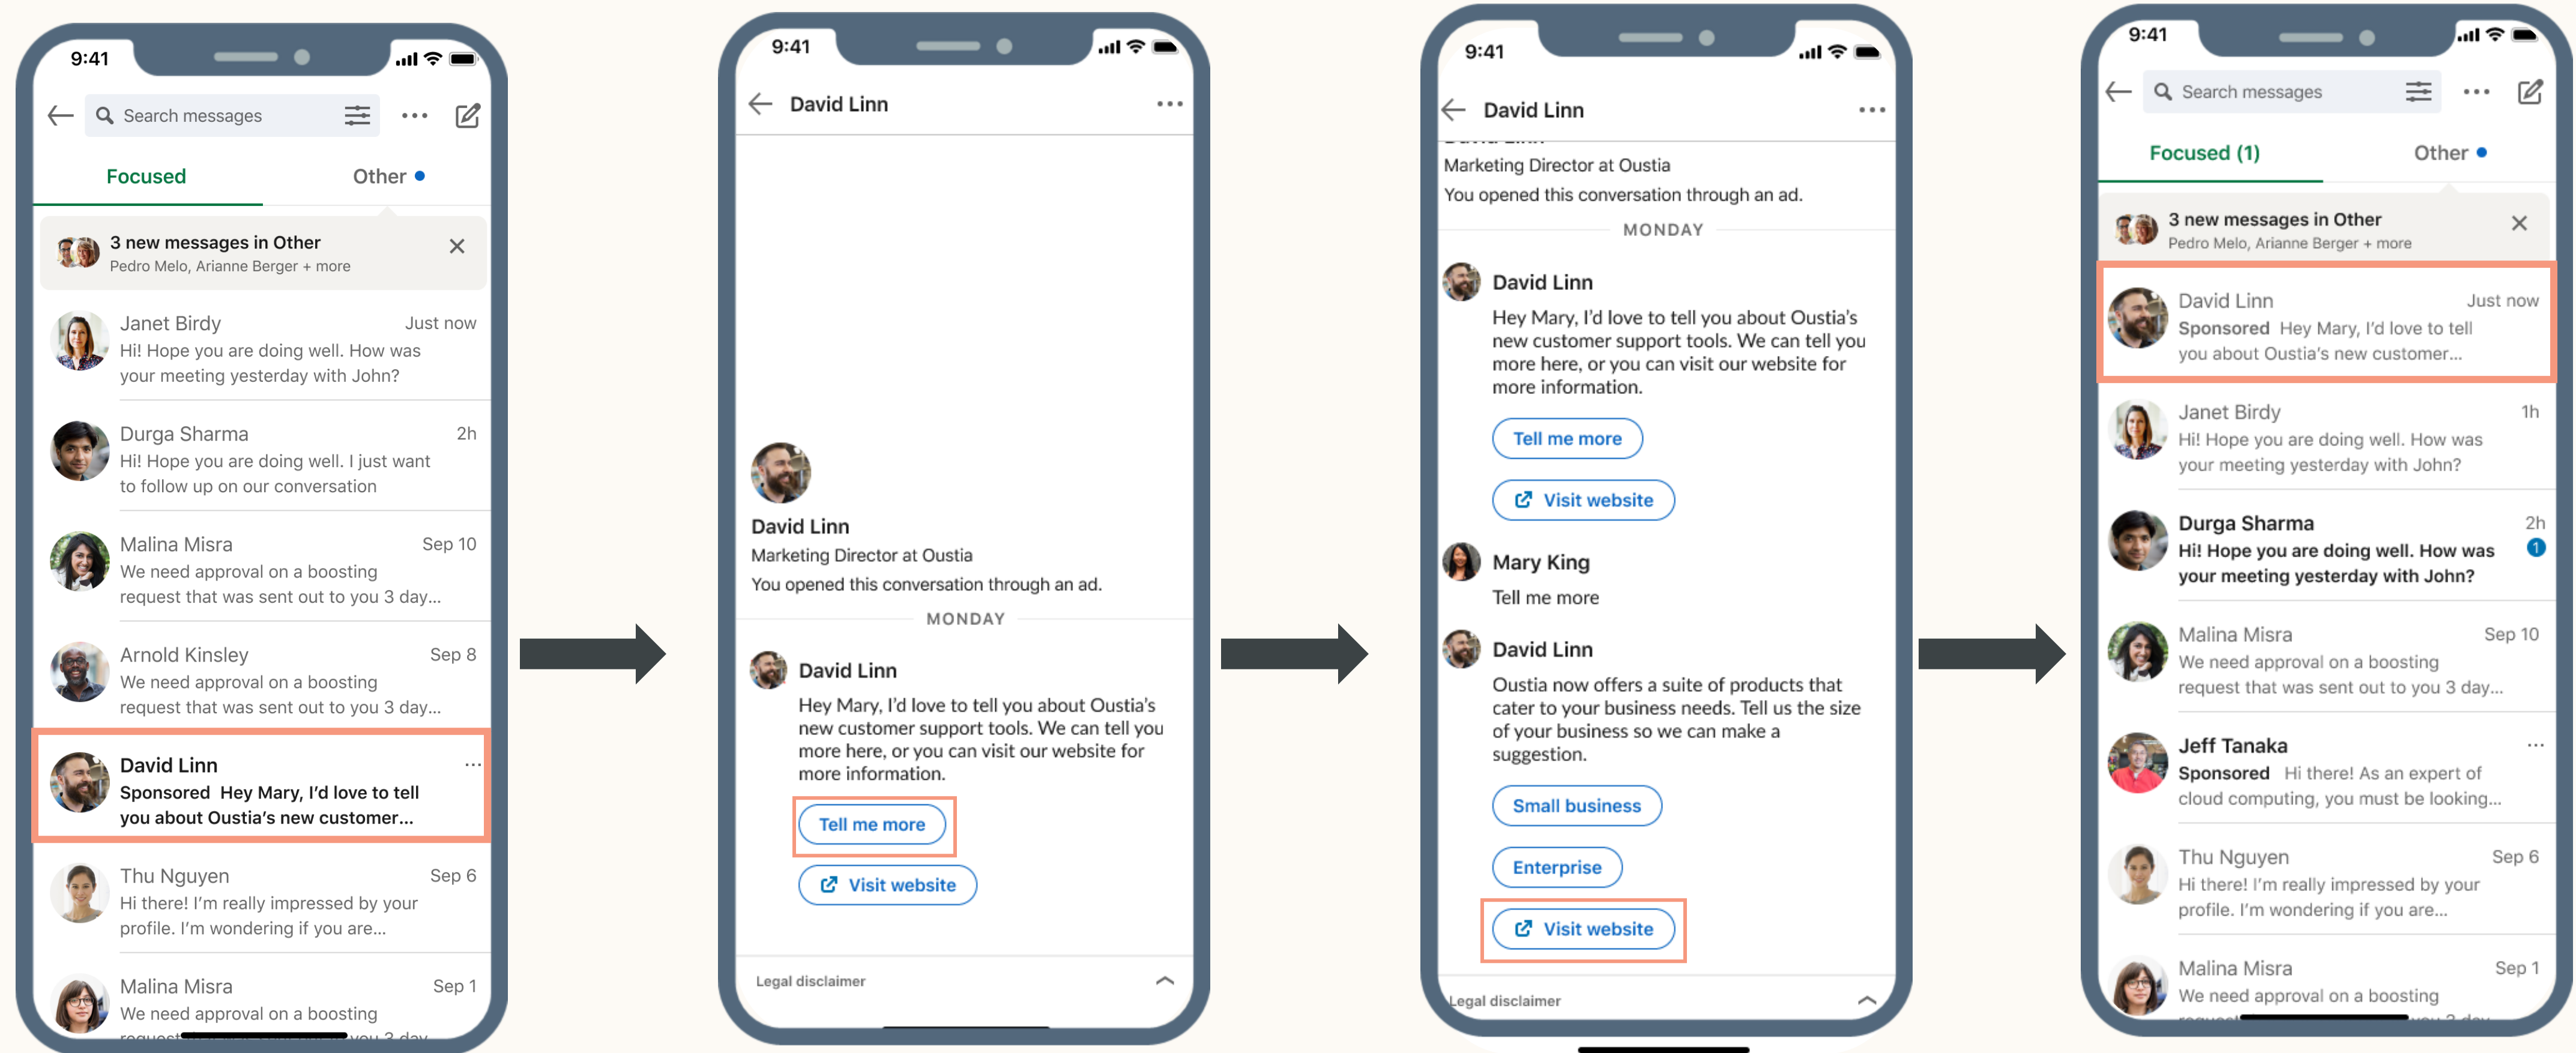 9:41
Search messages
Focused
Other
3 new messages in Other
Pedro Melo, Arianne Berger + more
Janet Birdy
Just now
Hi! Hope you are doing well. How was
your meeting yesterday with John?
Durga Sharma
2h
Hi! Hope you are doing well. I just want
to follow up on our conversation
Malina Misra
Sep 10
We need approval on a boosting
request that was sent out to you 3 day...
Arnold Kinsley
Sep 8
We need approval on a boosting
request that was sent out to you 3 day...
David Linn
Sponsored Hey Mary, I'd love to tell
you about Oustia's new customer...
Thu Nguyen
Sep 6
Hi there! I'm really impressed by your
profile. I'm wondering if you are...
Malina Misra
Sep 1
We need approval on a boosting
request you 3 day
9:41
David Linn
David Linn
Marketing Director at Oustia
You opened this conversation through an ad.
MONDAY
David Linn
Hey Mary, I'd love to tell you about Oustia's
new customer support tools. We can tell you
more here, or you can visit our website for
more information.
Tell me more
Visit website
Legal disclaimer
9:41
David Linn
David Linn
Marketing Director at Oustia
You opened this conversation through an ad.
MONDAY
David Linn
Hey Mary, I'd love to tell you about Oustia's
new customer support tools. We can tell you
more here, or you can visit our website for
more information.
Tell me more
Visit website
Mary King
Tell me more
David Linn
Oustia now offers a suite of products that
cater to your business needs. Tell us the size
of your business so we can make a
suggestion.
Small business
Enterprise
Visit website
Legal disclaimer
9:41
Search messages
Focused (1)
Other
3 new messages in Other
Pedro Melo, Arianne Berger + more
David Linn
Just now
Sponsored Hey Mary, I'd love to tell
you about Oustia's new customer...
Janet Birdy
1h
Hi! Hope you are doing well. How was
your meeting yesterday with John?
Durga Sharma
2h
Hi! Hope you are doing well. How was
1
your meeting yesterday with John?
Malina Misra
Sep 10
We need approval on a boosting
request that was sent out to you 3 day...
Jeff Tanaka
Sponsored Hi there! As an expert of
cloud computing, you must be looking...
Thu Nguyen
Sep 6
Hi there! I'm really impressed by your
profile. I'm wondering if you are...
Malina Misra
Sep 1
We need approval on a boosting